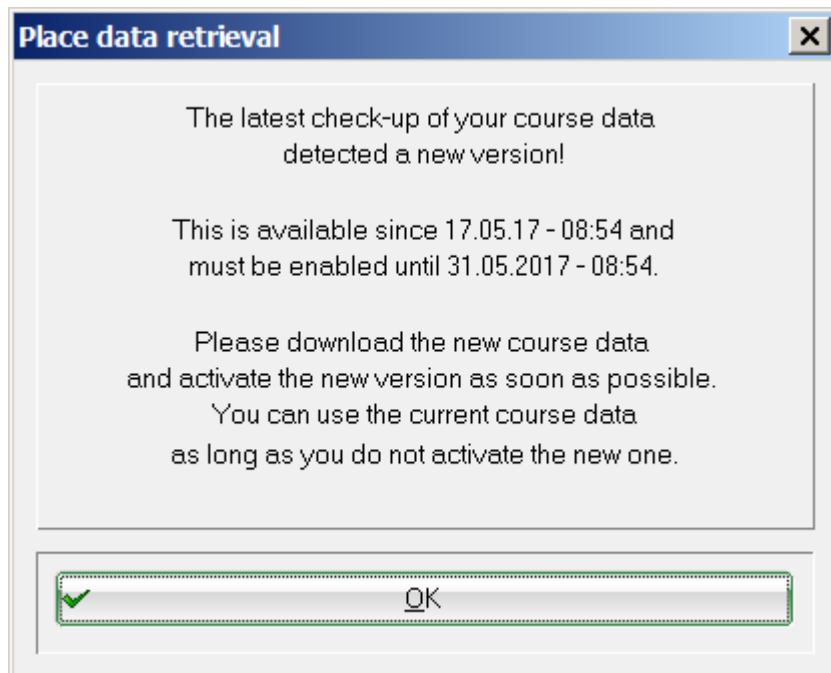 Place data retrieval
The latest check-up of your course data
detected a new version!
This is available since 17.05.17 - 08:54 and
must be enabled until 31.05.2017 - 08:54.
Please download the new course data
and activate the new version as soon as possible.
You can use the current course data
as long as you do not activate the new one.
OK